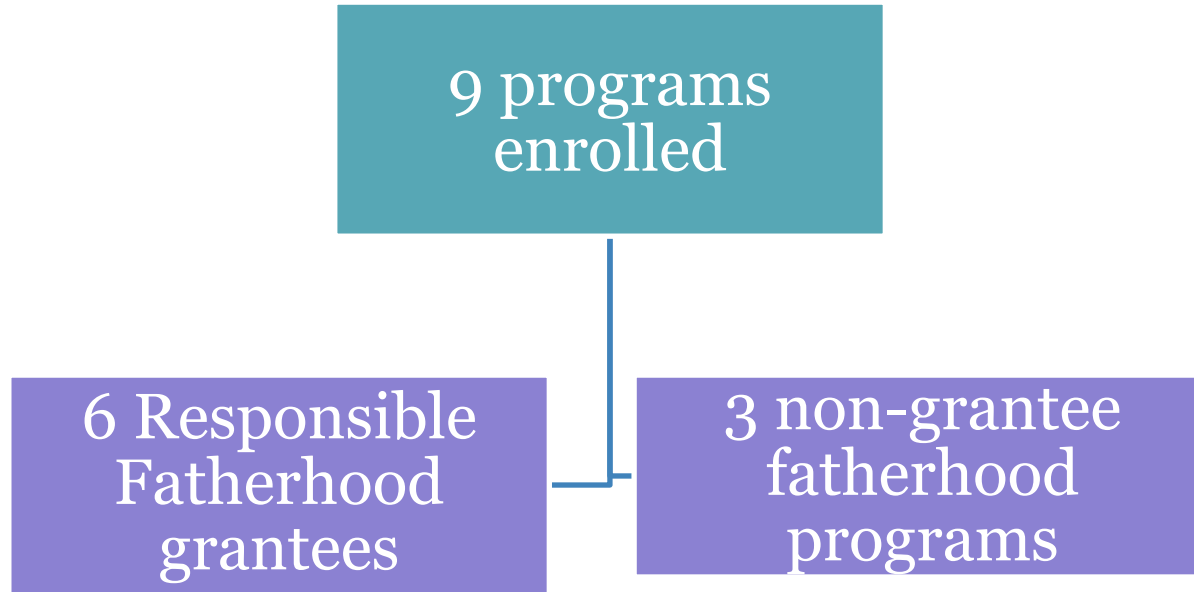 9 programs
enrolled
6 Responsible
Fatherhood
grantees
3 non-grantee
fatherhood
programs